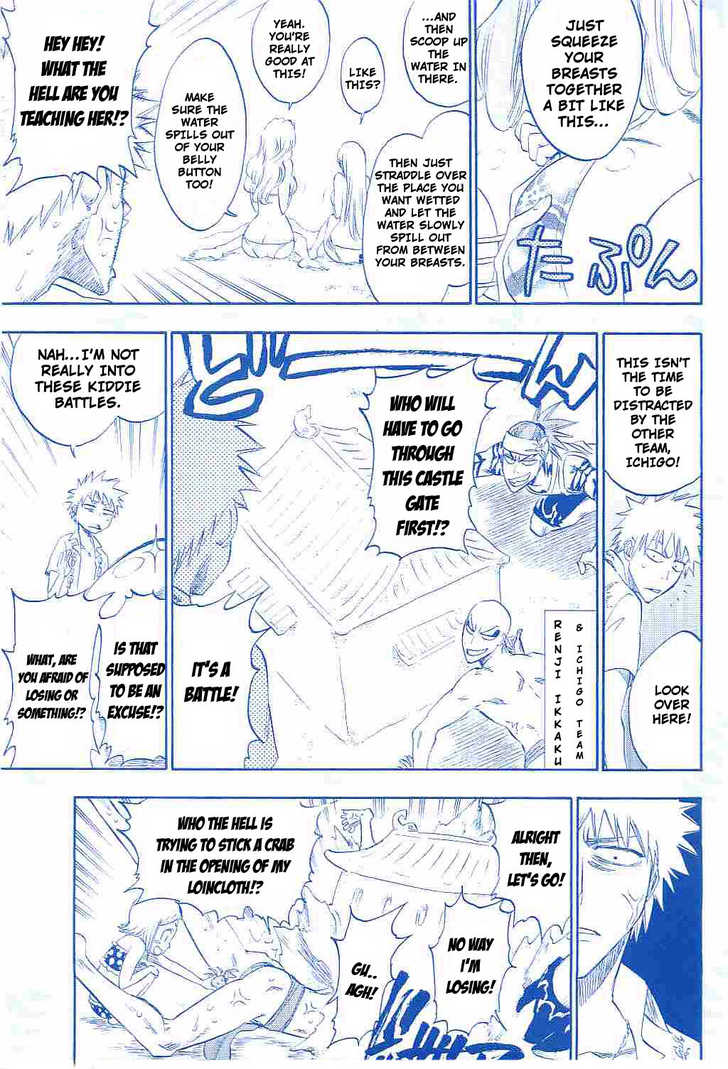 JUST
SQUEEZE
YOUR
BREASTS
TOGETHER
A BIT LIKE
THIS...
たぷん
...AND
THEN
SCOOP UP
THE
WATER IN
THERE.
LIKE
THIS?
YEAH.
YOU'RE
REALLY
GOOD AT
THIS!
THEN JUST
STRADDLE OVER
THE PLACE YOU
WANT WETTED
AND LET THE
WATER SLOWLY
SPILL OUT
FROM BETWEEN
YOUR BREASTS.
MAKE
SURE THE
WATER
SPILLS OUT
OF YOUR
BELLY
BUTTON
TOO!
HEY HEY!
WHAT THE
HELL ARE YOU
TEACHING HER!?
THIS ISN'T
THE TIME
TO BE
DISTRACTED
BY THE
OTHER
TEAM,
ICHIGO!
LOOK
OVER
HERE!
WHO WILL
HAVE TO GO
THROUGH
THIS CASTLE
GATE
FIRST!?
RENJI IKKAKU
& ICHIGO TEAM
IT'S A
BATTLE!
NAH...I'M NOT
REALLY INTO
THESE KIDDIE
BATTLES.
IS THAT
SUPPOSED
TO BE AN
EXCUSE!?
WHAT, ARE
YOU AFRAID OF
LOSING OR
SOMETHING!?
ALRIGHT
THEN,
LET'S GO!
NO WAY
I'M
LOSING!
WHO THE HELL IS
TRYING TO STICK A CRAB
IN THE OPENING OF MY
LOINCLOTH!?
GU..
AGH!